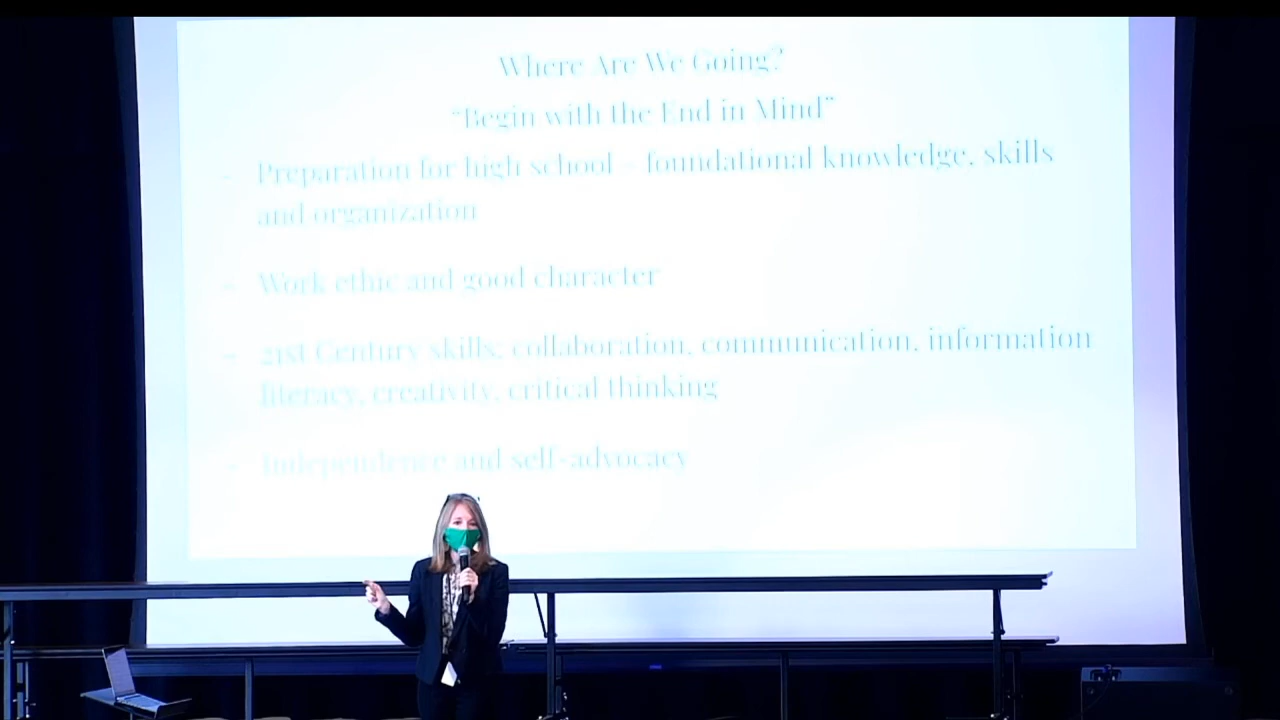 Where Are We Going?
“Begin with the End in Mind”
- Preparation for high school – foundational knowledge, skills
and organization
- Work ethic and good character
- 21st Century skills: collaboration, communication, information
literacy, creativity, critical thinking
- Independence and self-advocacy